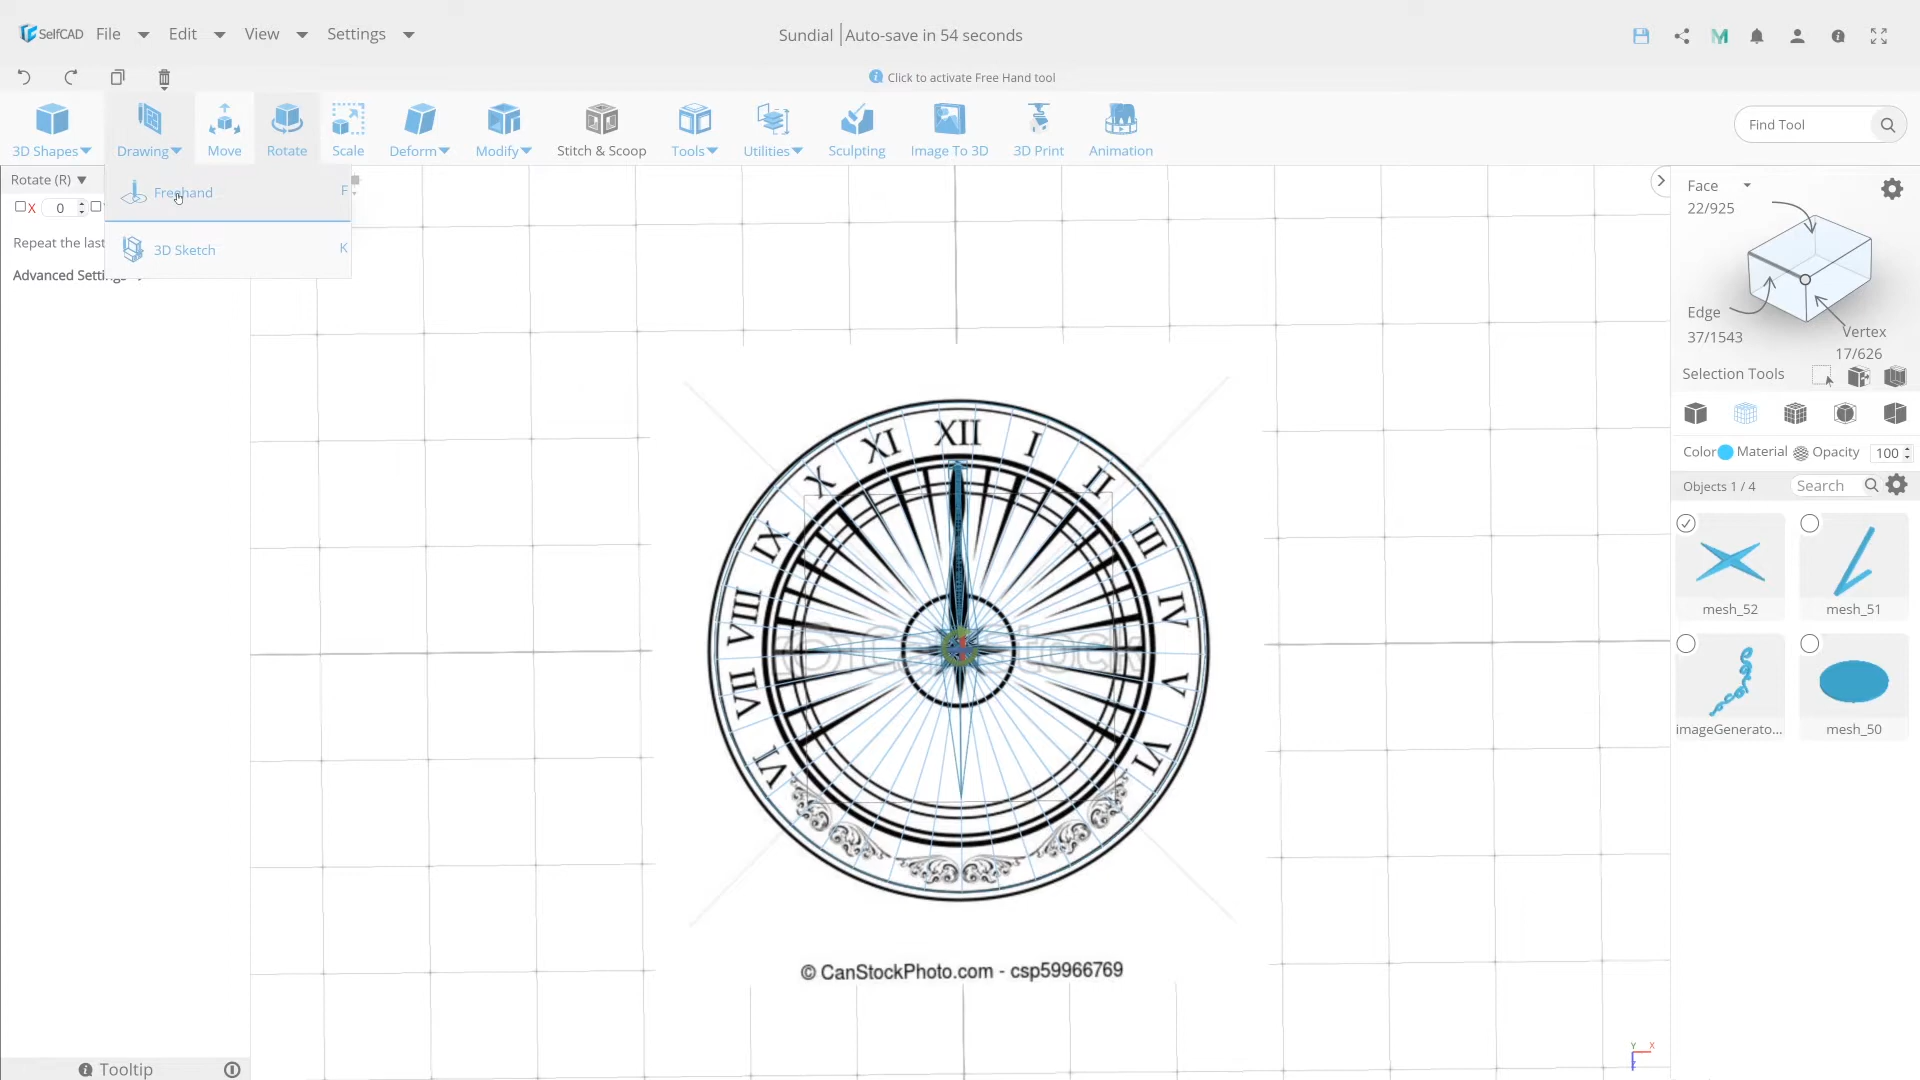 SelfCAD File Edit View Settings
Sundial |Auto-save in 54 seconds
Click to activate Free Hand tool
3D Shapes Drawing Move Rotate Scale Deform Modify Stitch & Scoop Tools Utilities Sculpting Image To 3D 3D Print Animation
Find Tool
Rotate (R)
X 0
Repeat the last
Freehand F
3D Sketch K
Face
22/925
Edge
37/1543
Vertex
17/626
Selection Tools
Color Material Opacity 100
Objects 1 / 4 Search
mesh_52
mesh_51
imageGenerato...
mesh_50
XII
I
II
III
IV
V
VI
VI
VII
VIII
IX
X
XI
© CanStockPhoto.com - csp59966769
Y X
Tooltip